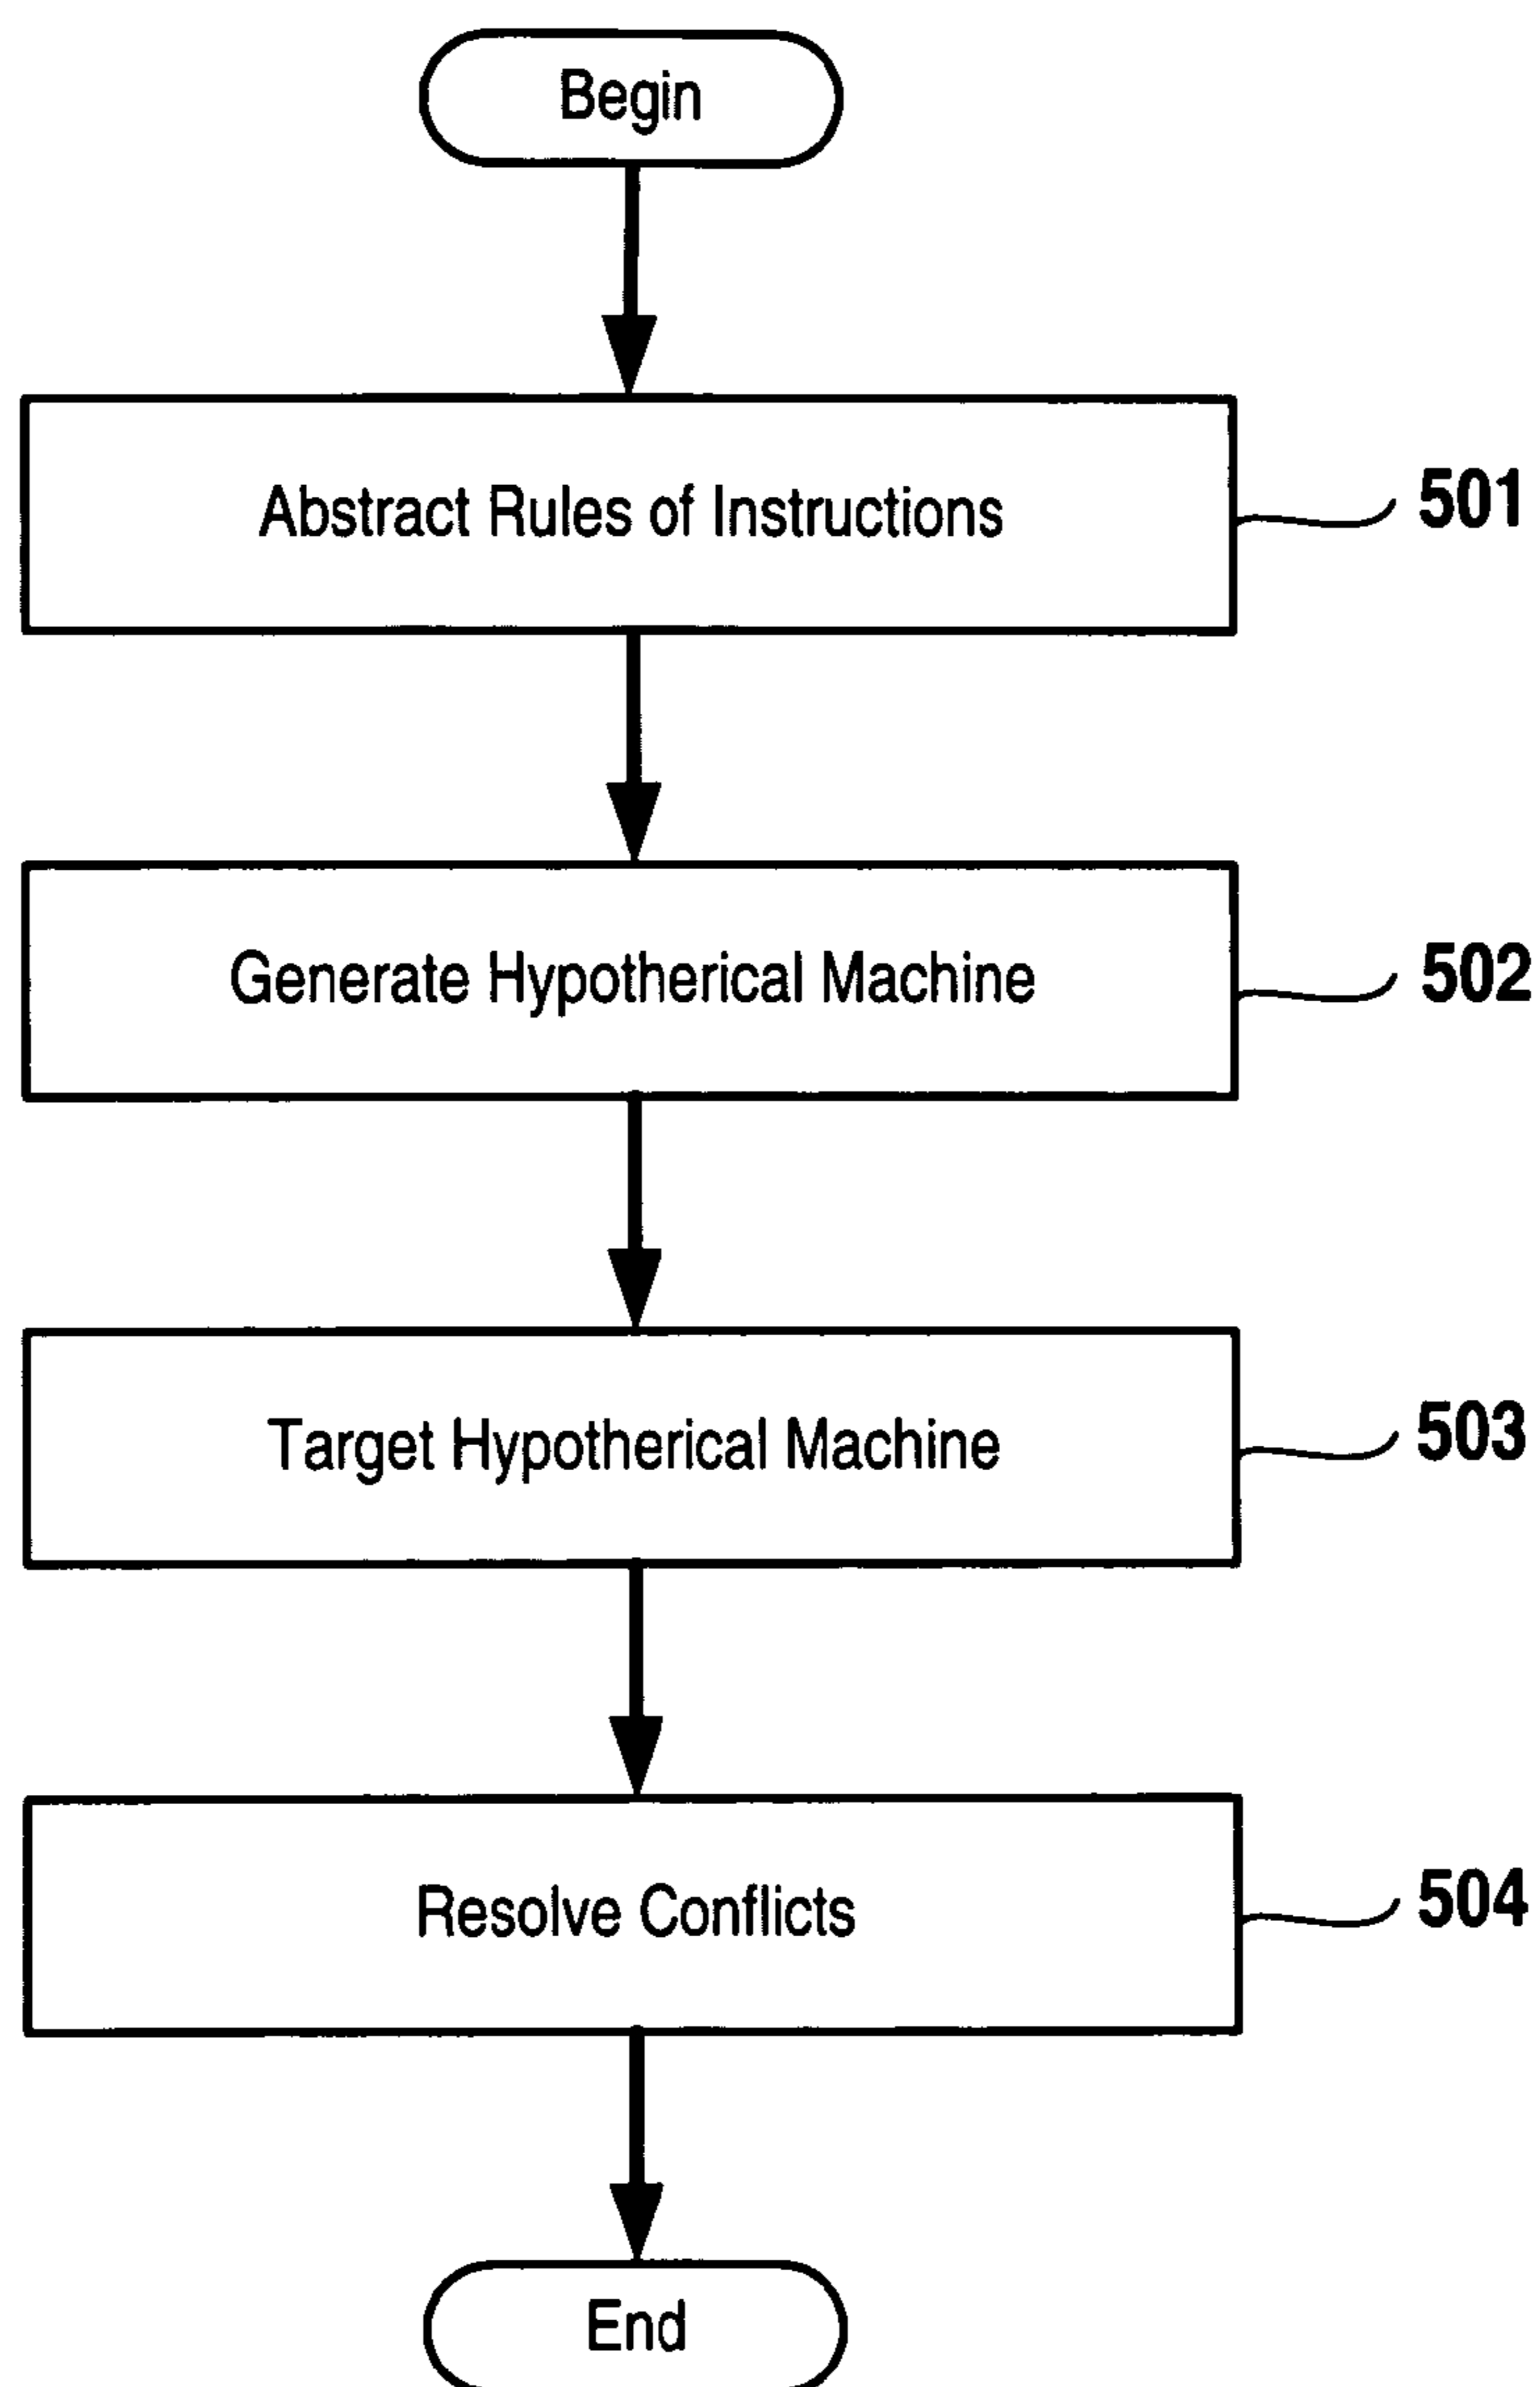 Begin
Abstract Rules of Instructions
501
Generate Hypotherical Machine
502
Target Hypotherical Machine
503
Resolve Conflicts
504
End